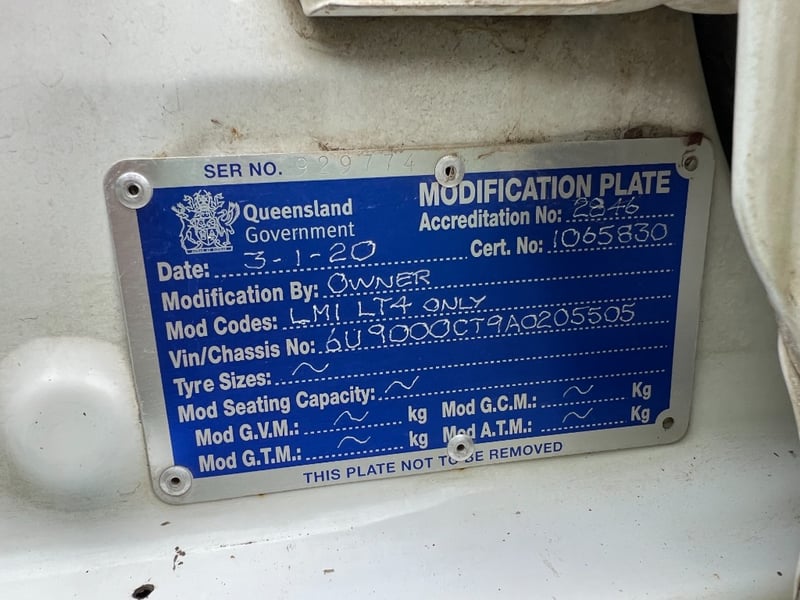 SER NO. 929774
Queensland
Government
MODIFICATION PLATE
Accreditation No: 2846
Cert. No: 1065830
Date: 3-1-20
Modification By: OWNER
Mod Codes: LM1 LT4 ONLY
Vin/Chassis No: 6U9000CT9A0205505
Tyre Sizes: ~
Mod Seating Capacity: ~
Mod G.V.M.: ~ kg Mod G.C.M.: ~ Kg
Mod G.T.M.: ~ kg Mod A.T.M.: ~ Kg
THIS PLATE NOT TO BE REMOVED